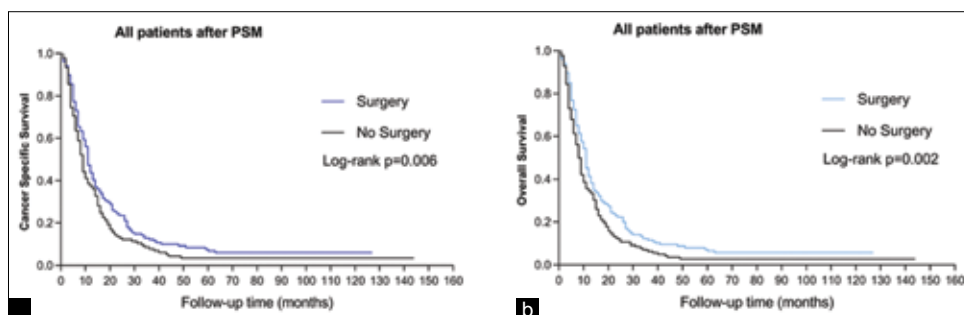 All patients after PSM
Cancer Specific Survival
1.0
0.8
0.6
0.4
0.2
0.0
Surgery
No Surgery
Log-rank p=0.006
0 10 20 30 40 50 60 70 80 90 100 110 120 130 140 150 160
Follow-up time (months)
All patients after PSM
Overall Survival
1.0
0.8
0.6
0.4
0.2
0.0
Surgery
No Surgery
Log-rank p=0.002
0 10 20 30 40 50 60 70 80 90 100 110 120 130 140 150 160
Follow-up time (months)
b